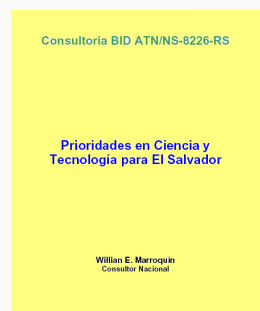 Consultoría BID ATN/NS-8226-RS
Prioridades en Ciencia y
Tecnología para El Salvador
Willian E. Marroquín
Consultor Nacional